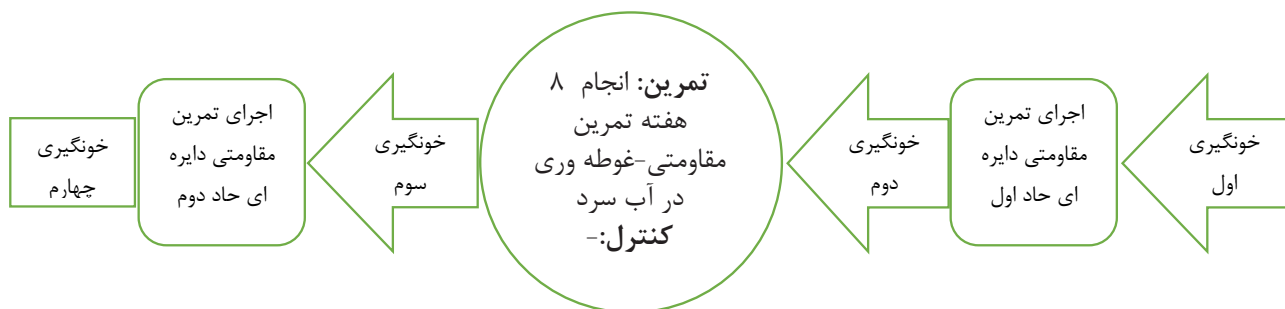 خونگیری
اول
اجرای تمرین
مقاومتی دایره
ای حاد اول
خونگیری
دوم
تمرین: انجام ۸
هفته تمرین
مقاومتی-غوطه وری
در آب سرد
کنترل:-
خونگیری
سوم
اجرای تمرین
مقاومتی دایره
ای حاد دوم
خونگیری
چهارم